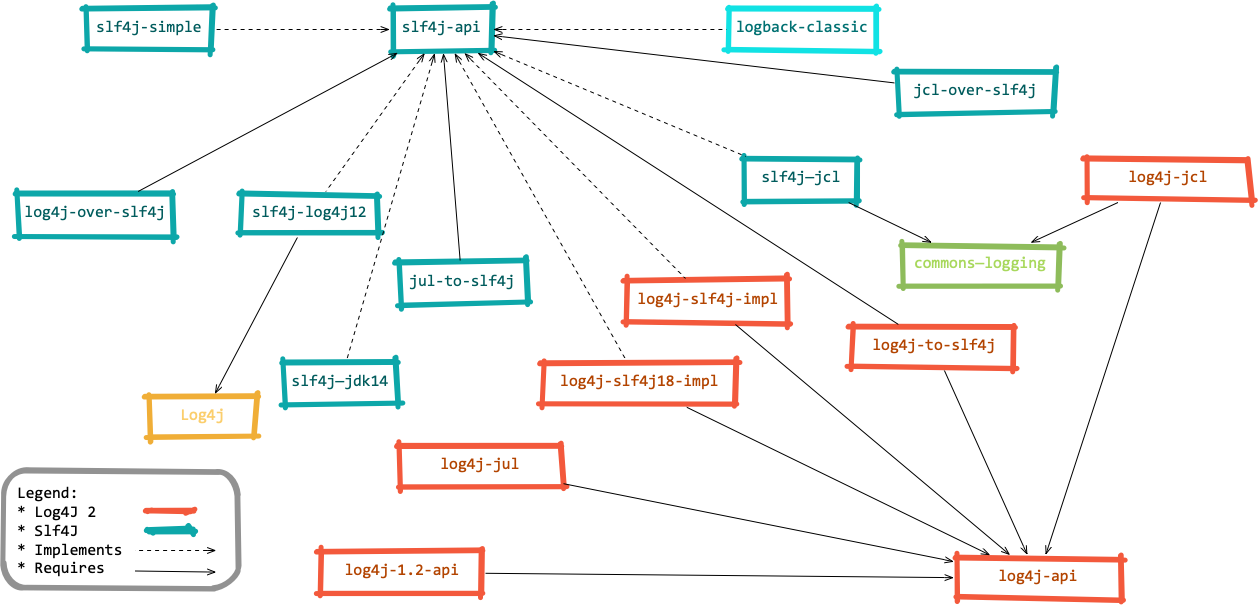 slf4j-simple
slf4j-api
logback-classic
jcl-over-slf4j
slf4j—jcl
log4j-jcl
log4j-over-slf4j
slf4j-log4j12
commons—logging
jul-to-slf4j
log4j-slf4j-impl
log4j-to-slf4j
slf4j—jdk14
log4j-slf4j18-impl
Log4j
log4j-jul
Legend:
* Log4J 2
* Slf4J
* Implements
* Requires
log4j-1.2-api
log4j-api